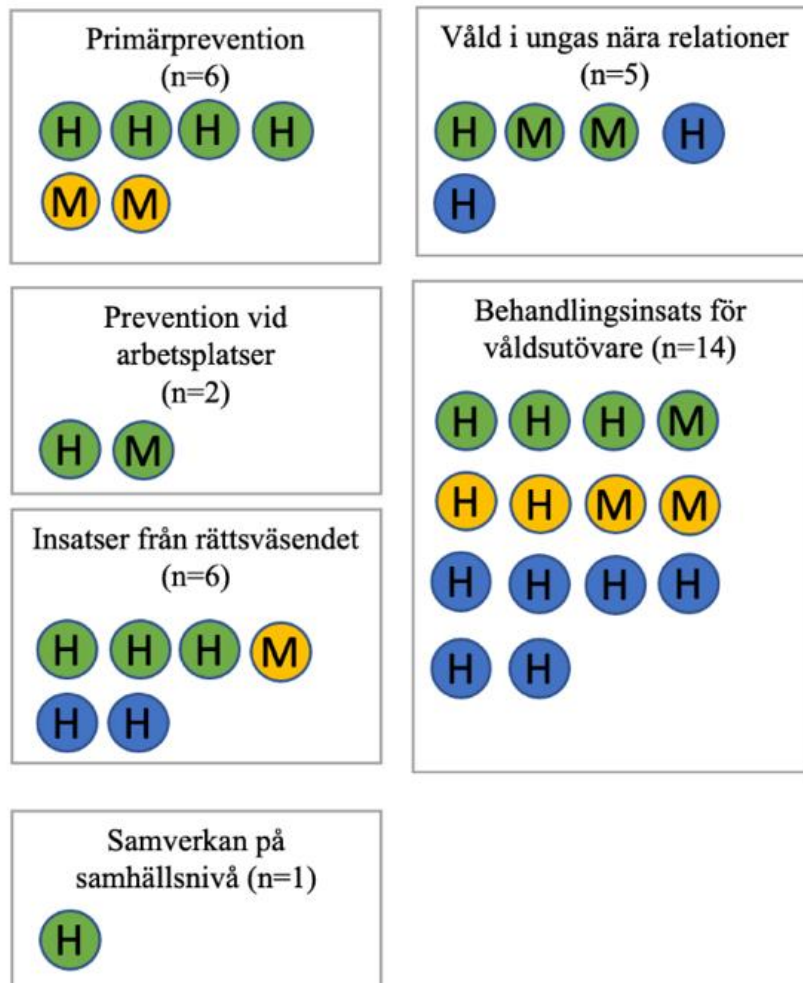 Primärprevention
(n=6)
H H H H
M M
Våld i ungas nära relationer
(n=5)
H M M H
H
Prevention vid
arbetsplatser
(n=2)
H M
Behandlingsinsats för
våldsutövare (n=14)
H H H M
H H M M
H H H H
H H
Insatser från rättsväsendet
(n=6)
H H H M
H H
Samverkan på
samhällsnivå (n=1)
H